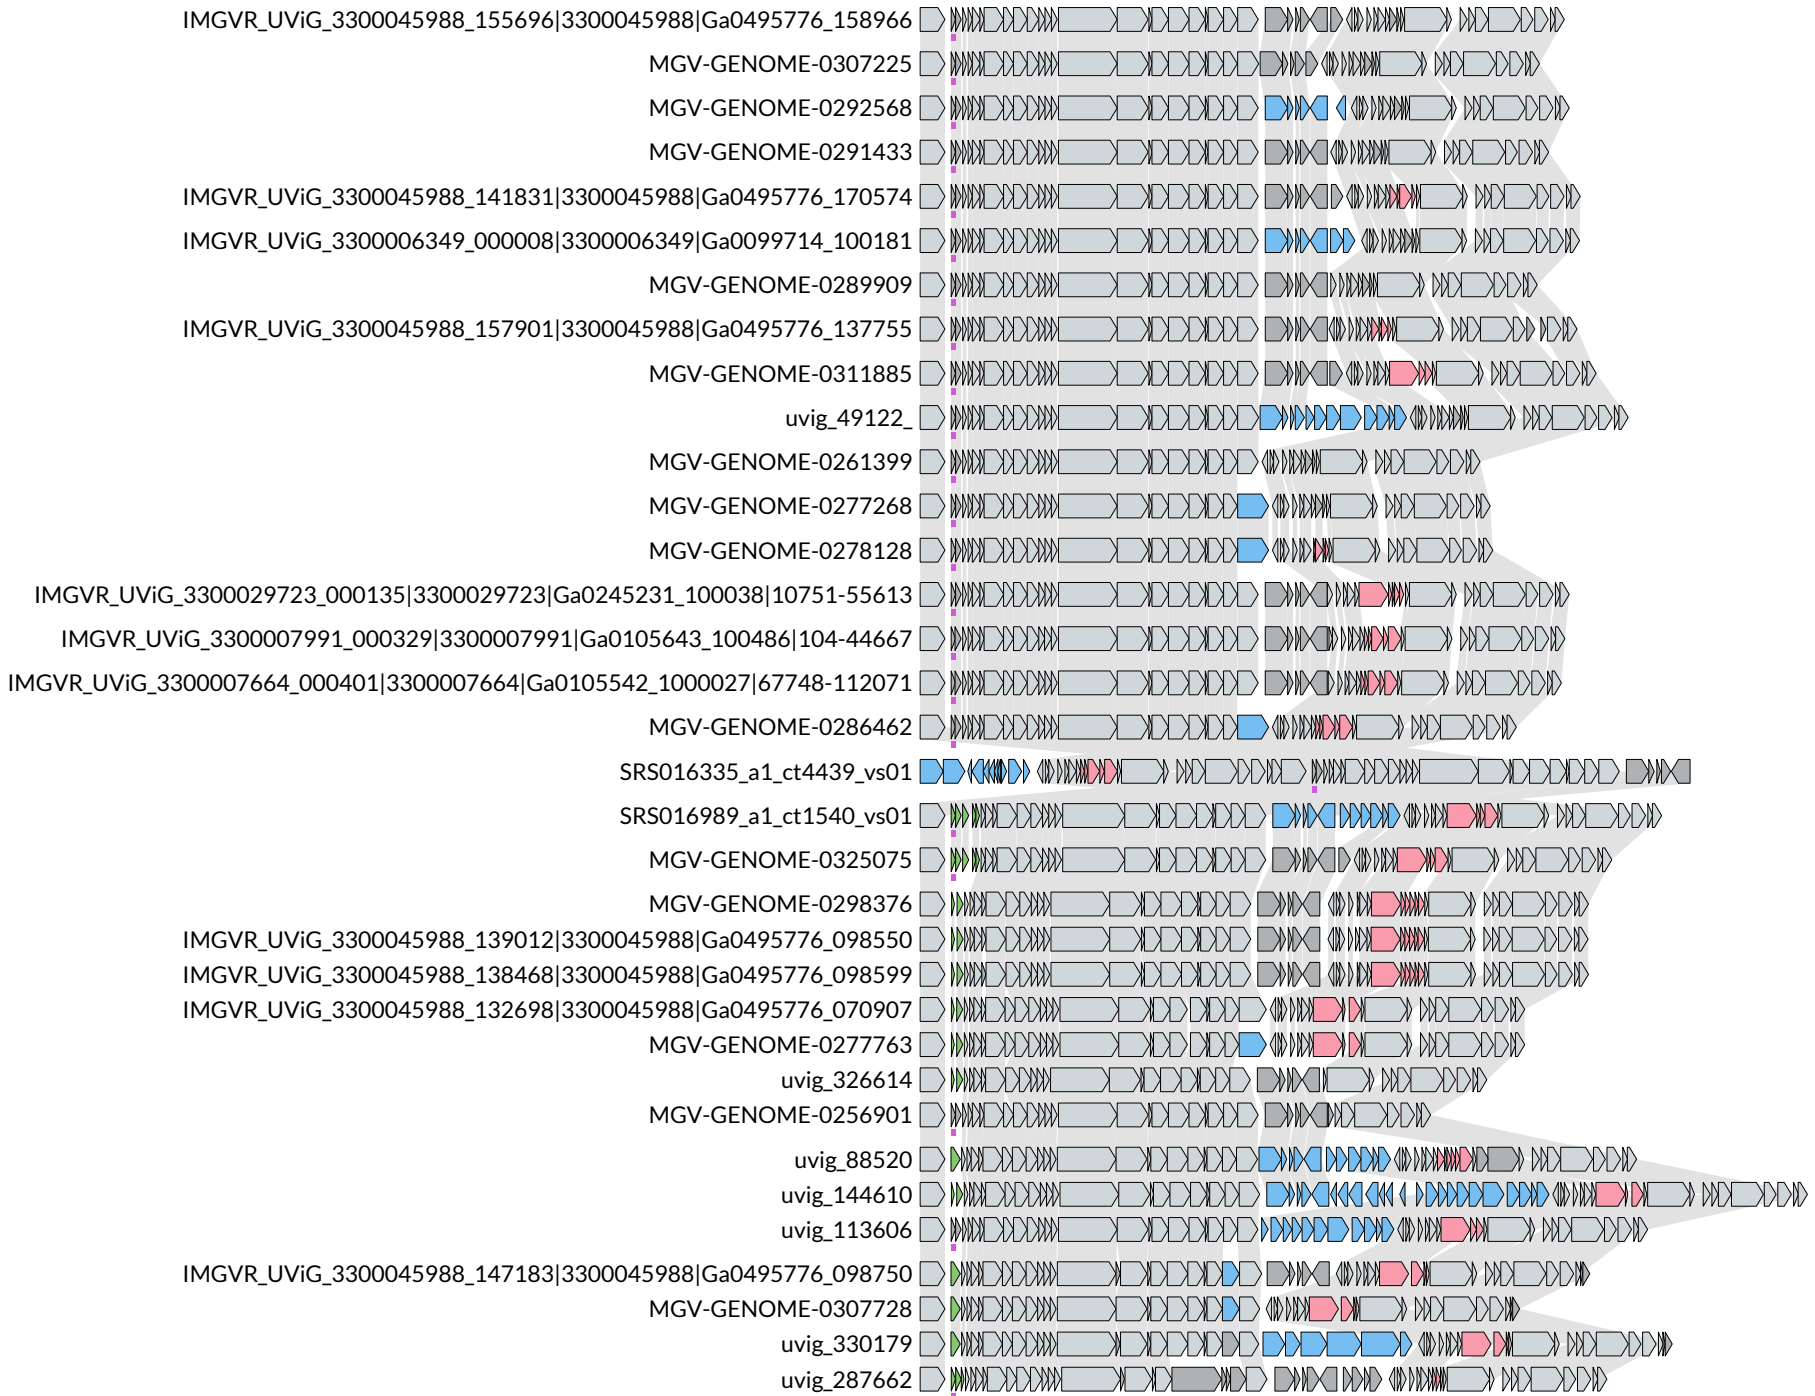 IMGVR_UViG_3300045988_155696|3300045988|Ga0495776_158966
MGV-GENOME-0307225
MGV-GENOME-0292568
MGV-GENOME-0291433
IMGVR_UViG_3300045988_141831|3300045988|Ga0495776_170574
IMGVR_UViG_3300006349_000008|3300006349|Ga0099714_100181
MGV-GENOME-0289909
IMGVR_UViG_3300045988_157901|3300045988|Ga0495776_137755
MGV-GENOME-0311885
uvig_49122_
MGV-GENOME-0261399
MGV-GENOME-0277268
MGV-GENOME-0278128
IMGVR_UViG_3300029723_000135|3300029723|Ga0245231_100038|10751-55613
IMGVR_UViG_3300007991_000329|3300007991|Ga0105643_100486|104-44667
IMGVR_UViG_3300007664_000401|3300007664|Ga0105542_1000027|67748-112071
MGV-GENOME-0286462
SRS016335_a1_ct4439_vs01
SRS016989_a1_ct1540_vs01
MGV-GENOME-0325075
MGV-GENOME-0298376
IMGVR_UViG_3300045988_139012|3300045988|Ga0495776_098550
IMGVR_UViG_3300045988_138468|3300045988|Ga0495776_098599
IMGVR_UViG_3300045988_132698|3300045988|Ga0495776_070907
MGV-GENOME-0277763
uvig_326614
MGV-GENOME-0256901
uvig_88520
uvig_144610
uvig_113606
IMGVR_UViG_3300045988_147183|3300045988|Ga0495776_098750
MGV-GENOME-0307728
uvig_330179
uvig_287662